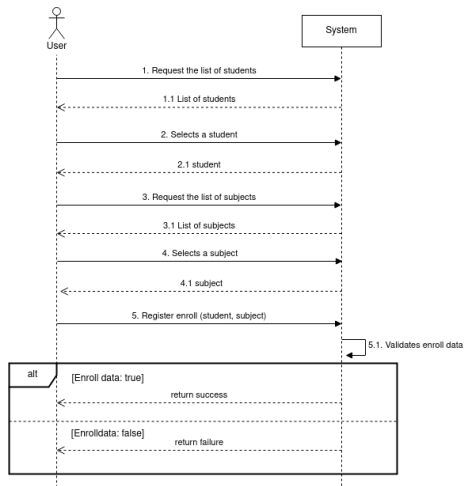 User
System
1. Request the list of students
1.1 List of students
2. Selects a student
2.1 student
3. Request the list of subjects
3.1 List of subjects
4. Selects a subject
4.1 subject
5. Register enroll (student, subject)
5.1. Validates enroll data
alt
[Enroll data: true]
return success
[Enrolldata: false]
return failure